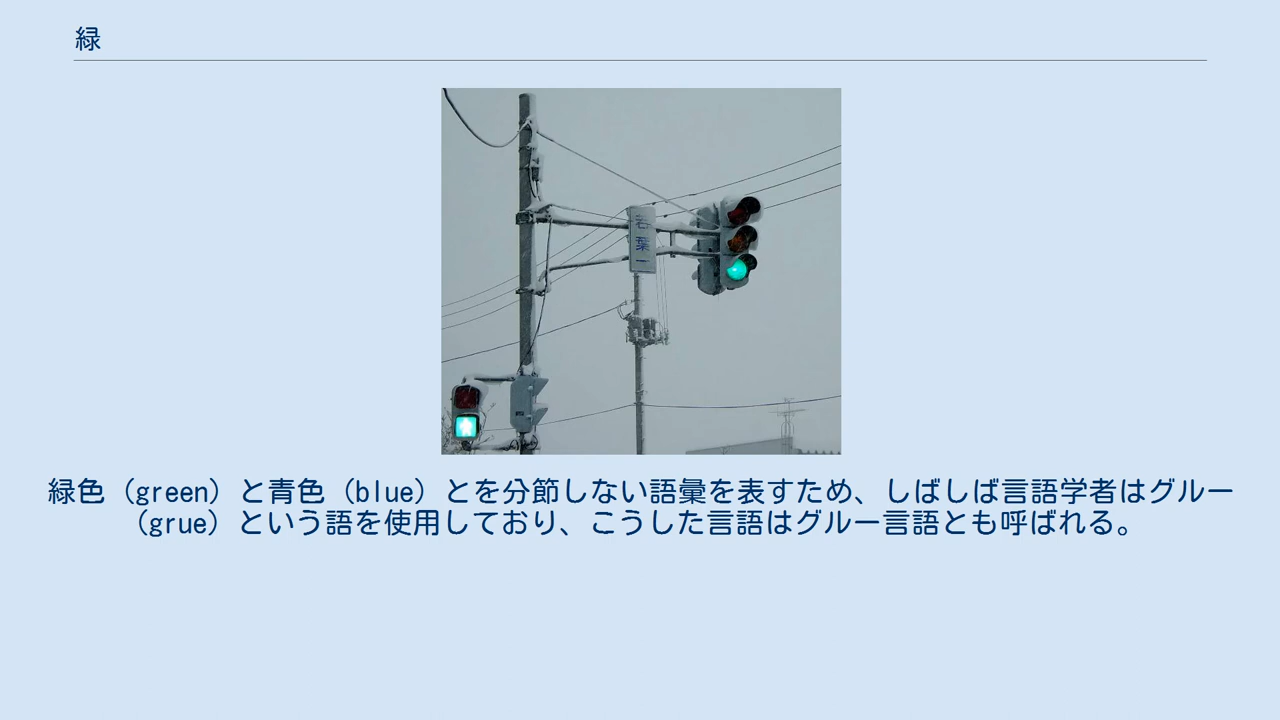 緑
若葉一
緑色（green）と青色（blue）とを分節しない語彙を表すため、しばしば言語学者はグルー
（grue）という語を使用しており、こうした言語はグルー言語とも呼ばれる。